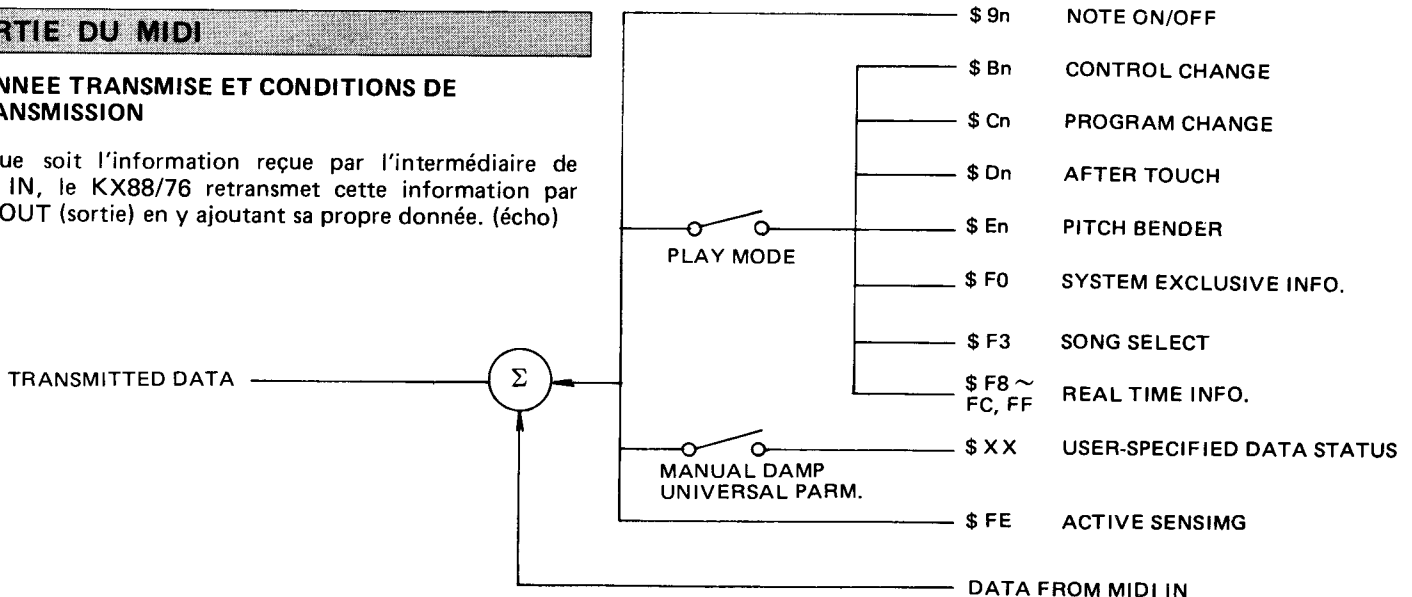 RTIE DU MIDI
NNEE TRANSMISE ET CONDITIONS DE
ANSMISSION
ue soit l'information reçue par l'intermédiaire de
IN, le KX88/76 retransmet cette information par
OUT (sortie) en y ajoutant sa propre donnée. (écho)
$ 9n NOTE ON/OFF
$ Bn CONTROL CHANGE
$ Cn PROGRAM CHANGE
$ Dn AFTER TOUCH
$ En PITCH BENDER
PLAY MODE
$ F0 SYSTEM EXCLUSIVE INFO.
$ F3 SONG SELECT
TRANSMITTED DATA
Σ
$ F8 ~
FC, FF REAL TIME INFO.
$ XX USER-SPECIFIED DATA STATUS
MANUAL DAMP
UNIVERSAL PARM.
$ FE ACTIVE SENSIMG
DATA FROM MIDI IN